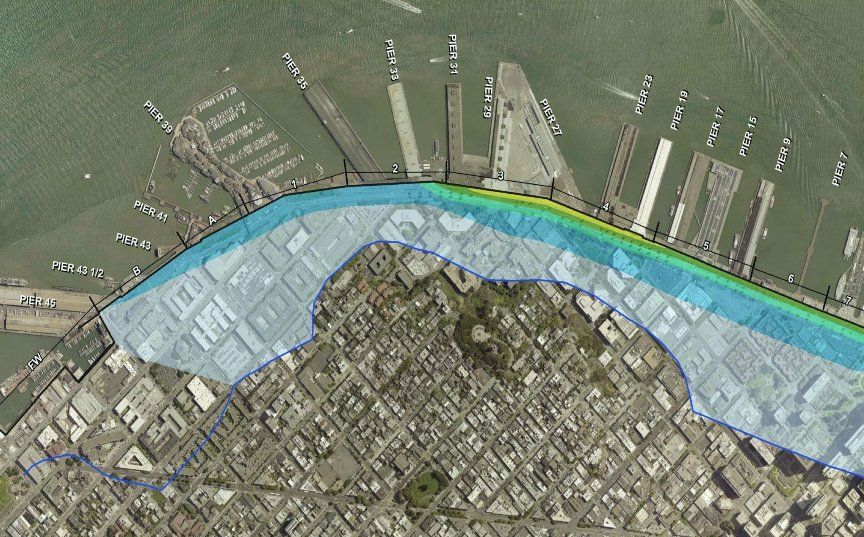 PIER 39
PIER 35
PIER 33
PIER 31
PIER 29
PIER 27
PIER 23
PIER 19
PIER 17
PIER 15
PIER 9
PIER 7
PIER 41
PIER 43
PIER 43 1/2
PIER 45
FW
B
A
1
2
3
4
5
6
7